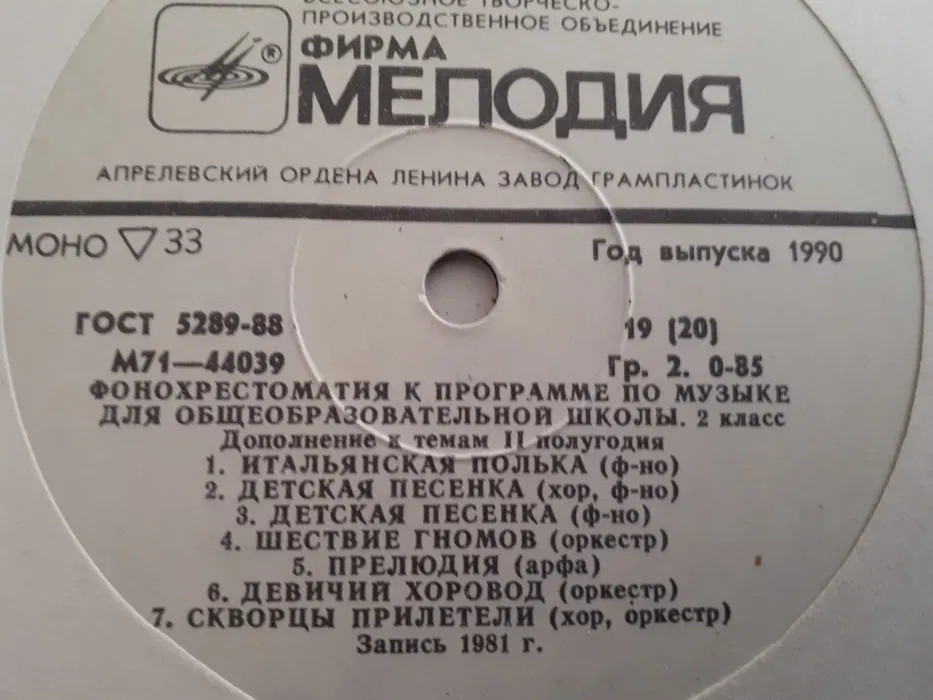 ВСЕСОЮЗНОЕ ТВОРЧЕСКО-
ПРОИЗВОДСТВЕННОЕ ОБЪЕДИНЕНИЕ
®
ФИРМА
МЕЛОДИЯ
АПРЕЛЕВСКИЙ ОРДЕНА ЛЕНИНА ЗАВОД ГРАМПЛАСТИНОК
МОНО ▽ 33
Год выпуска 1990
ГОСТ 5289-88
19 (20)
М71—44039
Гр. 2. 0-85
ФОНОХРЕСТОМАТИЯ К ПРОГРАММЕ ПО МУЗЫКЕ
ДЛЯ ОБЩЕОБРАЗОВАТЕЛЬНОЙ ШКОЛЫ. 2 класс
Дополнение к темам II полугодия
1. ИТАЛЬЯНСКАЯ ПОЛЬКА (ф-но)
2. ДЕТСКАЯ ПЕСЕНКА (хор, ф-но)
3. ДЕТСКАЯ ПЕСЕНКА (ф-но)
4. ШЕСТВИЕ ГНОМОВ (оркестр)
5. ПРЕЛЮДИЯ (арфа)
6. ДЕВИЧИЙ ХОРОВОД (оркестр)
7. СКВОРЦЫ ПРИЛЕТЕЛИ (хор, оркестр)
Запись 1981 г.